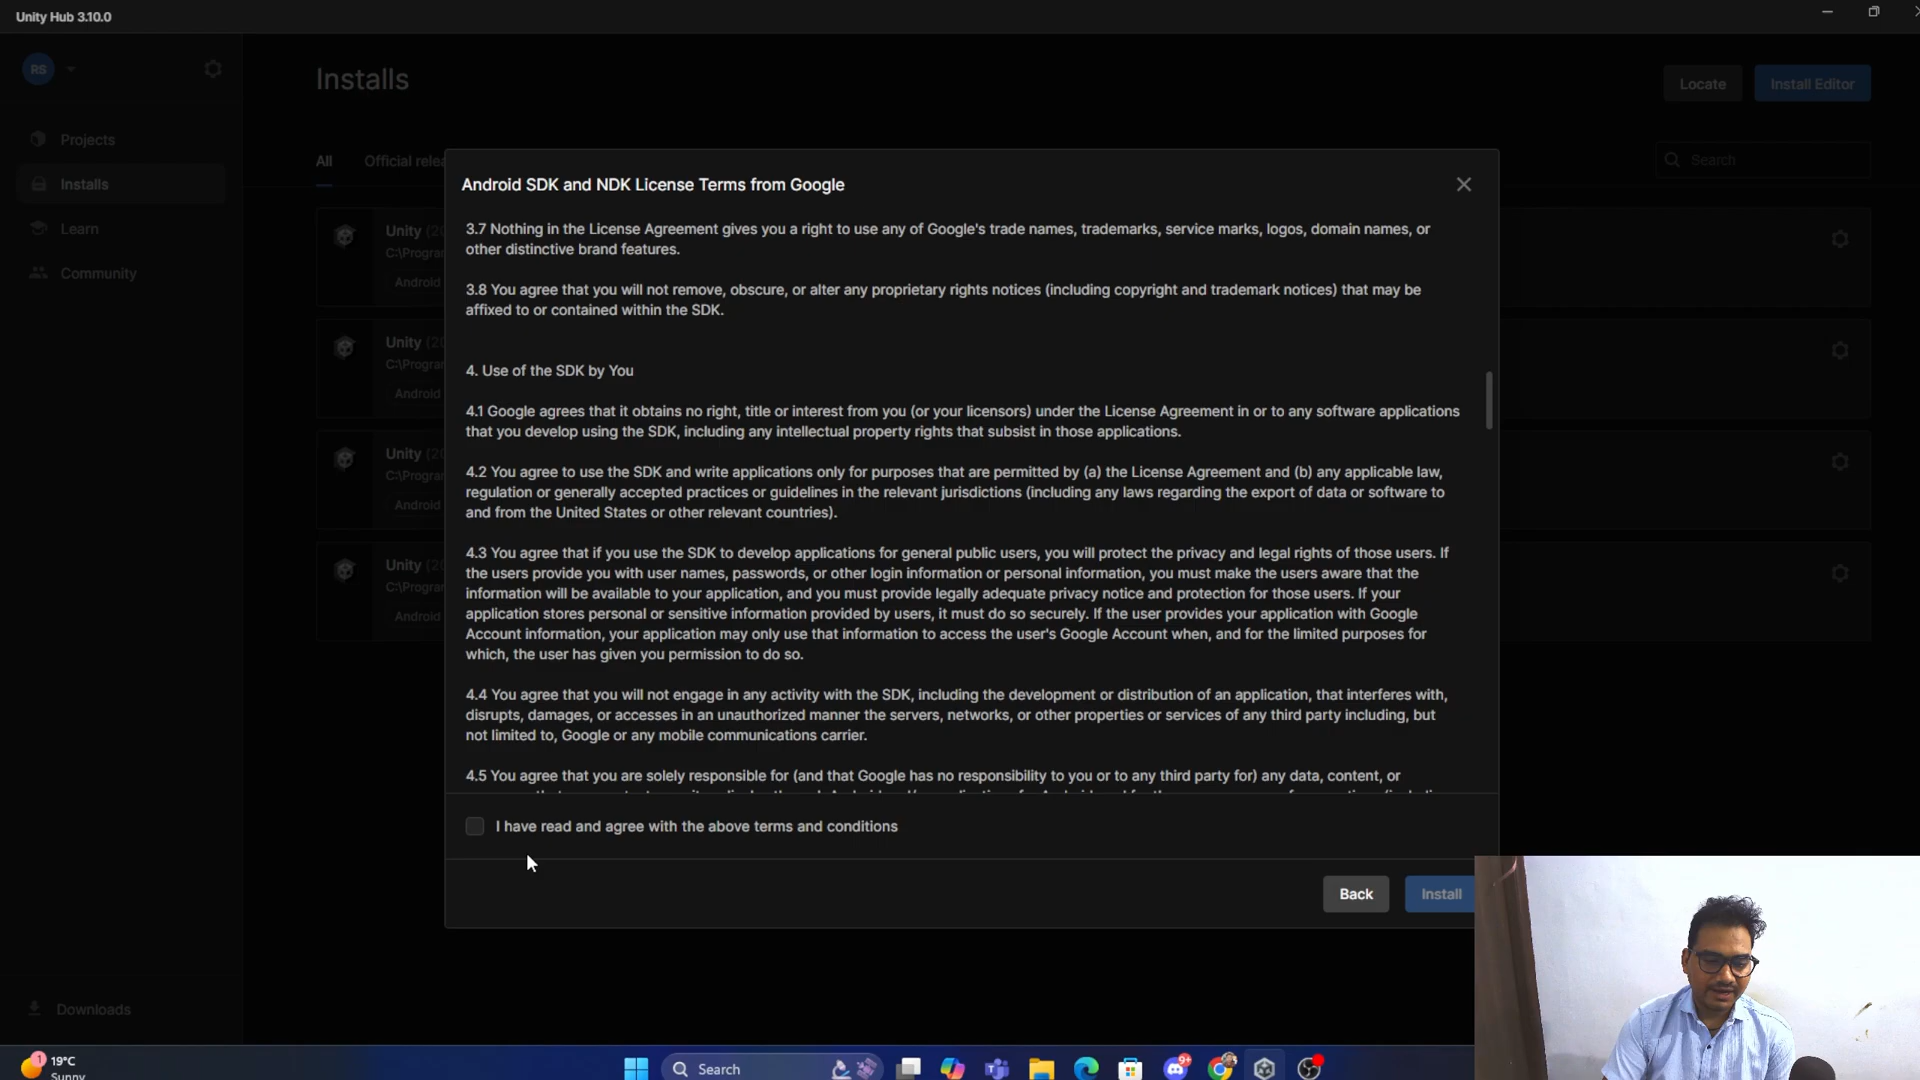 Unity Hub 3.10.0
RS
Installs
Locate
Install Editor
Projects
Installs
Learn
Community
Downloads
All
Official relea
Search
Unity (20
C:\Progra
Android
Unity (20
C:\Progra
Android
Unity (20
C:\Progra
Android
Unity (20
C:\Progra
Android
Android SDK and NDK License Terms from Google
3.7 Nothing in the License Agreement gives you a right to use any of Google's trade names, trademarks, service marks, logos, domain names, or
other distinctive brand features.
3.8 You agree that you will not remove, obscure, or alter any proprietary rights notices (including copyright and trademark notices) that may be
affixed to or contained within the SDK.
4. Use of the SDK by You
4.1 Google agrees that it obtains no right, title or interest from you (or your licensors) under the License Agreement in or to any software applications
that you develop using the SDK, including any intellectual property rights that subsist in those applications.
4.2 You agree to use the SDK and write applications only for purposes that are permitted by (a) the License Agreement and (b) any applicable law,
regulation or generally accepted practices or guidelines in the relevant jurisdictions (including any laws regarding the export of data or software to
and from the United States or other relevant countries).
4.3 You agree that if you use the SDK to develop applications for general public users, you will protect the privacy and legal rights of those users. If
the users provide you with user names, passwords, or other login information or personal information, you must make the users aware that the
information will be available to your application, and you must provide legally adequate privacy notice and protection for those users. If your
application stores personal or sensitive information provided by users, it must do so securely. If the user provides your application with Google
Account information, your application may only use that information to access the user's Google Account when, and for the limited purposes for
which, the user has given you permission to do so.
4.4 You agree that you will not engage in any activity with the SDK, including the development or distribution of an application, that interferes with,
disrupts, damages, or accesses in an unauthorized manner the servers, networks, or other properties or services of any third party including, but
not limited to, Google or any mobile communications carrier.
4.5 You agree that you are solely responsible for (and that Google has no responsibility to you or to any third party for) any data, content, or
I have read and agree with the above terms and conditions
Back
Install
1
19°C
Sunny
Search
9+